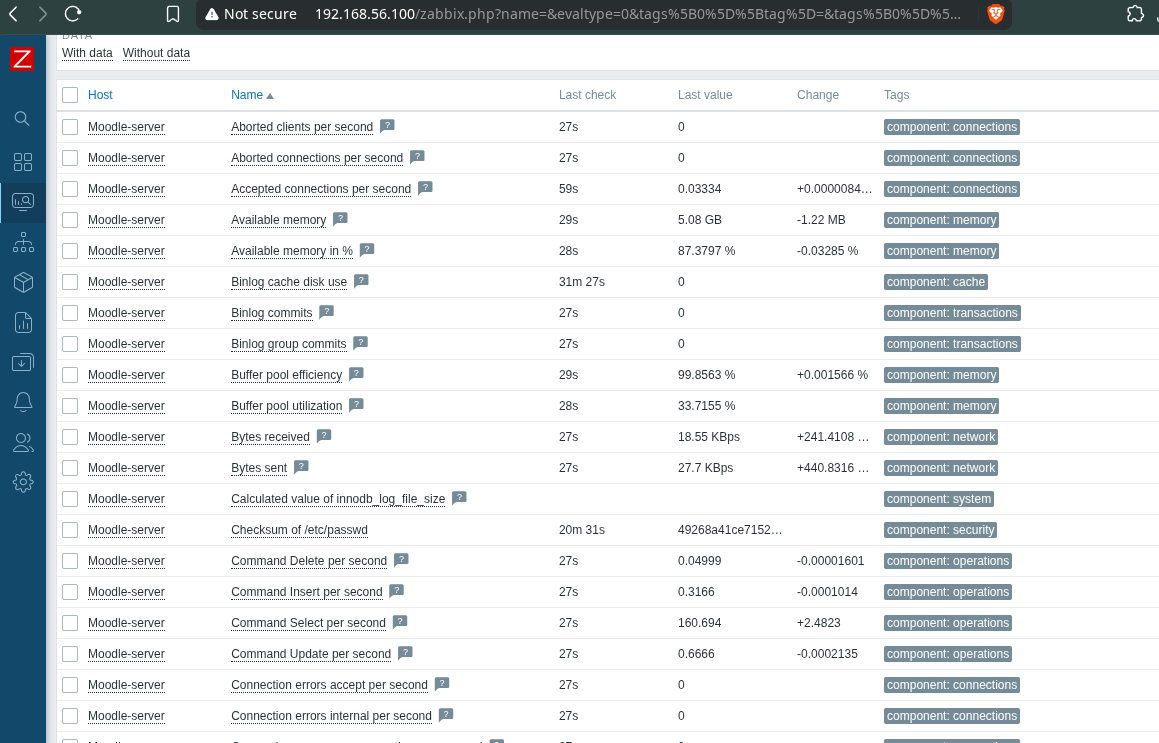 Not secure 192.168.56.100/zabbix.php?name=&evaltype=0&tags%5B0%5D%5Btag%5D=&tags%5B0%5D%5...
DATA
With data Without data
Z
Host Name Last check Last value Change Tags
Moodle-server Aborted clients per second ? 27s 0 component: connections
Moodle-server Aborted connections per second ? 27s 0 component: connections
Moodle-server Accepted connections per second ? 59s 0.03334 +0.0000084... component: connections
Moodle-server Available memory ? 29s 5.08 GB -1.22 MB component: memory
Moodle-server Available memory in % ? 28s 87.3797 % -0.03285 % component: memory
Moodle-server Binlog cache disk use ? 31m 27s 0 component: cache
Moodle-server Binlog commits ? 27s 0 component: transactions
Moodle-server Binlog group commits ? 27s 0 component: transactions
Moodle-server Buffer pool efficiency ? 29s 99.8563 % +0.001566 % component: memory
Moodle-server Buffer pool utilization ? 28s 33.7155 % component: memory
Moodle-server Bytes received ? 27s 18.55 KBps +241.4108 ... component: network
Moodle-server Bytes sent ? 27s 27.7 KBps +440.8316 ... component: network
Moodle-server Calculated value of innodb_log_file_size ? component: system
Moodle-server Checksum of /etc/passwd 20m 31s 49268a41ce7152... component: security
Moodle-server Command Delete per second ? 27s 0.04999 -0.00001601 component: operations
Moodle-server Command Insert per second ? 27s 0.3166 -0.0001014 component: operations
Moodle-server Command Select per second ? 27s 160.694 +2.4823 component: operations
Moodle-server Command Update per second ? 27s 0.6666 -0.0002135 component: operations
Moodle-server Connection errors accept per second ? 27s 0 component: connections
Moodle-server Connection errors internal per second ? 27s 0 component: connections